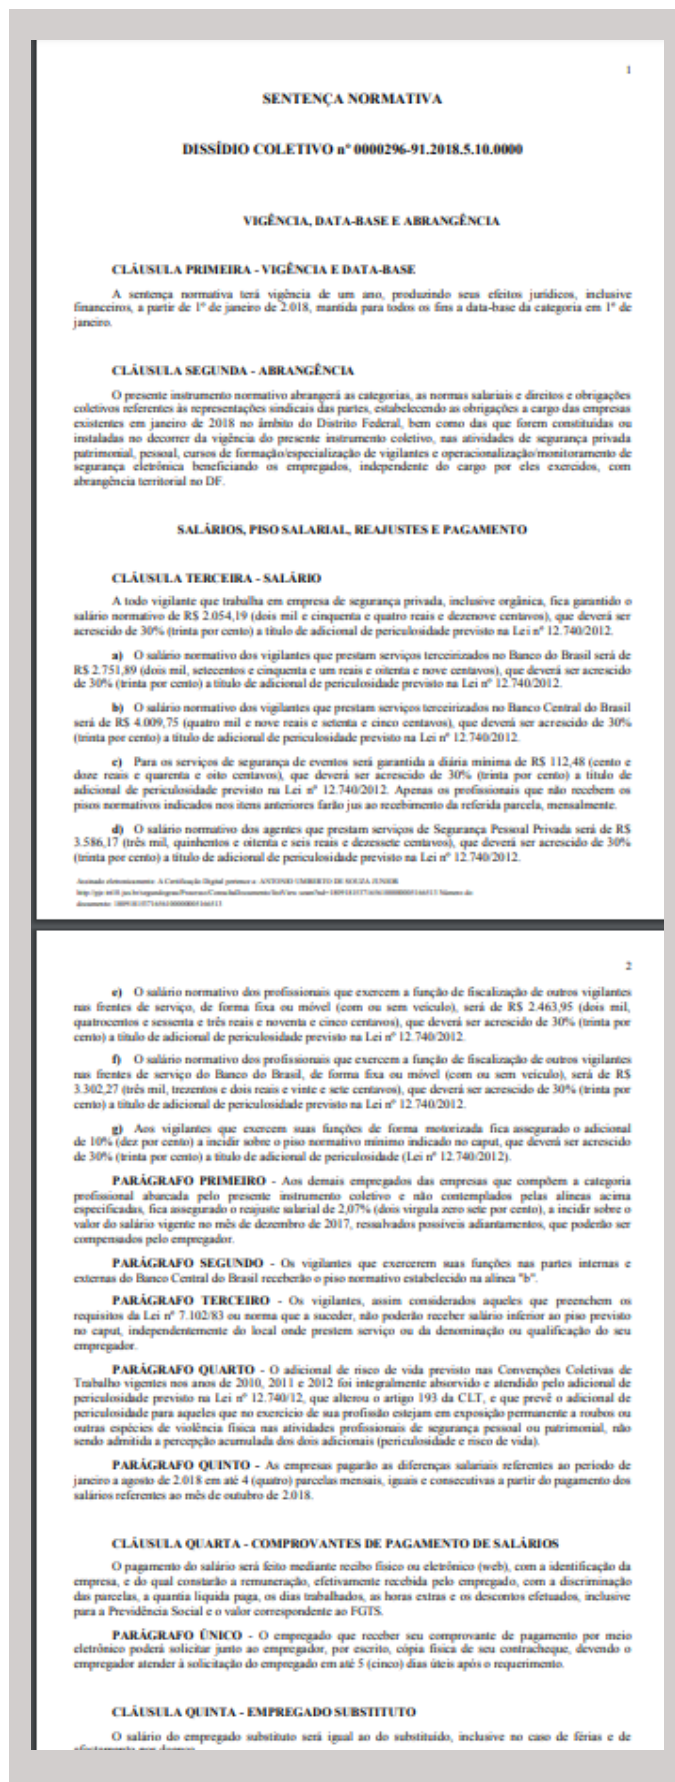 1
SENTENÇA NORMATIVA
DISSÍDIO COLETIVO nº 0000296-91.2018.5.10.0000
VIGÊNCIA, DATA-BASE E ABRANGÊNCIA
CLÁUSULA PRIMEIRA - VIGÊNCIA E DATA-BASE
A sentença normativa terá vigência de um ano, produzindo seus efeitos jurídicos, inclusive
financeiros, a partir de 1º de janeiro de 2.018, mantida para todos os fins a data-base da categoria em 1º de
janeiro.
CLÁUSULA SEGUNDA - ABRANGÊNCIA
O presente instrumento normativo abrangerá as categorias, as normas salariais e direitos e obrigações
coletivos referentes às representações sindicais das partes, estabelecendo as obrigações a cargo das empresas
existentes em janeiro de 2018 no âmbito do Distrito Federal, bem como das que forem constituídas ou
instaladas no decorrer da vigência do presente instrumento coletivo, nas atividades de segurança privada
patrimonial, pessoal, cursos de formação/especialização de vigilantes e operacionalização/monitoramento de
segurança eletrônica beneficiando os empregados, independente do cargo por eles exercidos, com
abrangência territorial no DF.
SALÁRIOS, PISO SALARIAL, REAJUSTES E PAGAMENTO
CLÁUSULA TERCEIRA - SALÁRIO
A todo vigilante que trabalha em empresa de segurança privada, inclusive orgânica, fica garantido o
salário normativo de R$ 2.054,19 (dois mil e cinquenta e quatro reais e dezenove centavos), que deverá ser
acrescido de 30% (trinta por cento) a título de adicional de periculosidade previsto na Lei nº 12.740/2012.
a) O salário normativo dos vigilantes que prestam serviços terceirizados no Banco do Brasil será de
R$ 2.751,89 (dois mil, setecentos e cinquenta e um reais e oitenta e nove centavos), que deverá ser acrescido
de 30% (trinta por cento) a título de adicional de periculosidade previsto na Lei nº 12.740/2012.
b) O salário normativo dos vigilantes que prestam serviços terceirizados no Banco Central do Brasil
será de R$ 4.009,75 (quatro mil e nove reais e setenta e cinco centavos), que deverá ser acrescido de 30%
(trinta por cento) a título de adicional de periculosidade previsto na Lei nº 12.740/2012.
c) Para os serviços de segurança de eventos será garantida a diária mínima de R$ 112,48 (cento e
doze reais e quarenta e oito centavos), que deverá ser acrescido de 30% (trinta por cento) a título de
adicional de periculosidade previsto na Lei nº 12.740/2012. Apenas os profissionais que não recebem os
pisos normativos indicados nos itens anteriores farão jus ao recebimento da referida parcela, mensalmente.
d) O salário normativo dos agentes que prestam serviços de Segurança Pessoal Privada será de R$
3.586,17 (três mil, quinhentos e oitenta e seis reais e dezessete centavos), que deverá ser acrescido de 30%
(trinta por cento) a título de adicional de periculosidade previsto na Lei nº 12.740/2012.
Assinado eletronicamente. A Certificação Digital pertence a: ANTONIO UMBERTO DE SOUZA JUNIOR
Número do
documento:
2
e) O salário normativo dos profissionais que exercem a função de fiscalização de outros vigilantes
nas frentes de serviço, de forma fixa ou móvel (com ou sem veículo), será de R$ 2.463,95 (dois mil,
quatrocentos e sessenta e três reais e noventa e cinco centavos), que deverá ser acrescido de 30% (trinta por
cento) a título de adicional de periculosidade previsto na Lei nº 12.740/2012.
f) O salário normativo dos profissionais que exercem a função de fiscalização de outros vigilantes
nas frentes de serviço do Banco do Brasil, de forma fixa ou móvel (com ou sem veículo), será de R$
3.302,27 (três mil, trezentos e dois reais e vinte e sete centavos), que deverá ser acrescido de 30% (trinta por
cento) a título de adicional de periculosidade previsto na Lei nº 12.740/2012.
g) Aos vigilantes que exercem suas funções de forma motorizada fica assegurado o adicional
de 10% (dez por cento) a incidir sobre o piso normativo mínimo indicado no caput, que deverá ser acrescido
de 30% (trinta por cento) a título de adicional de periculosidade (Lei nº 12.740/2012).
PARÁGRAFO PRIMEIRO - Aos demais empregados das empresas que compõem a categoria
profissional abarcada pelo presente instrumento coletivo e não contemplados pelas alíneas acima
especificadas, fica assegurado o reajuste salarial de 2,07% (dois vírgula zero sete por cento), a incidir sobre o
valor do salário vigente no mês de dezembro de 2017, ressalvados possíveis adiantamentos, que poderão ser
compensados pelo empregador.
PARÁGRAFO SEGUNDO - Os vigilantes que exercerem suas funções nas partes internas e
externas do Banco Central do Brasil receberão o piso normativo estabelecido na alínea "b".
PARÁGRAFO TERCEIRO - Os vigilantes, assim considerados aqueles que preenchem os
requisitos da Lei nº 7.102/83 ou norma que a suceder, não poderão receber salário inferior ao piso previsto
no caput, independentemente do local onde prestem serviço ou da denominação ou qualificação do seu
empregador.
PARÁGRAFO QUARTO - O adicional de risco de vida previsto nas Convenções Coletivas de
Trabalho vigentes nos anos de 2010, 2011 e 2012 foi integralmente absorvido e atendido pelo adicional de
periculosidade previsto na Lei nº 12.740/12, que alterou o artigo 193 da CLT, e que prevê o adicional de
periculosidade para aqueles que no exercício de sua profissão estejam em exposição permanente a roubos ou
outras espécies de violência física nas atividades profissionais de segurança pessoal ou patrimonial, não
sendo admitida a percepção acumulada dos dois adicionais (periculosidade e risco de vida).
PARÁGRAFO QUINTO - As empresas pagarão as diferenças salariais referentes ao período de
janeiro a agosto de 2.018 em até 4 (quatro) parcelas mensais, iguais e consecutivas a partir do pagamento dos
salários referentes ao mês de outubro de 2.018.
CLÁUSULA QUARTA - COMPROVANTES DE PAGAMENTO DE SALÁRIOS
O pagamento do salário será feito mediante recibo físico ou eletrônico (web), com a identificação da
empresa, e do qual constarão a remuneração, efetivamente recebida pelo empregado, com a discriminação
das parcelas, a quantia líquida paga, os dias trabalhados, as horas extras e os descontos efetuados, inclusive
para a Previdência Social e o valor correspondente ao FGTS.
PARÁGRAFO ÚNICO - O empregado que receber seu comprovante de pagamento por meio
eletrônico poderá solicitar junto ao empregador, por escrito, cópia física de seu contracheque, devendo o
empregador atender à solicitação do empregado em até 5 (cinco) dias úteis após o requerimento.
CLÁUSULA QUINTA - EMPREGADO SUBSTITUTO
O salário do empregado substituto será igual ao do substituído, inclusive no caso de férias e de